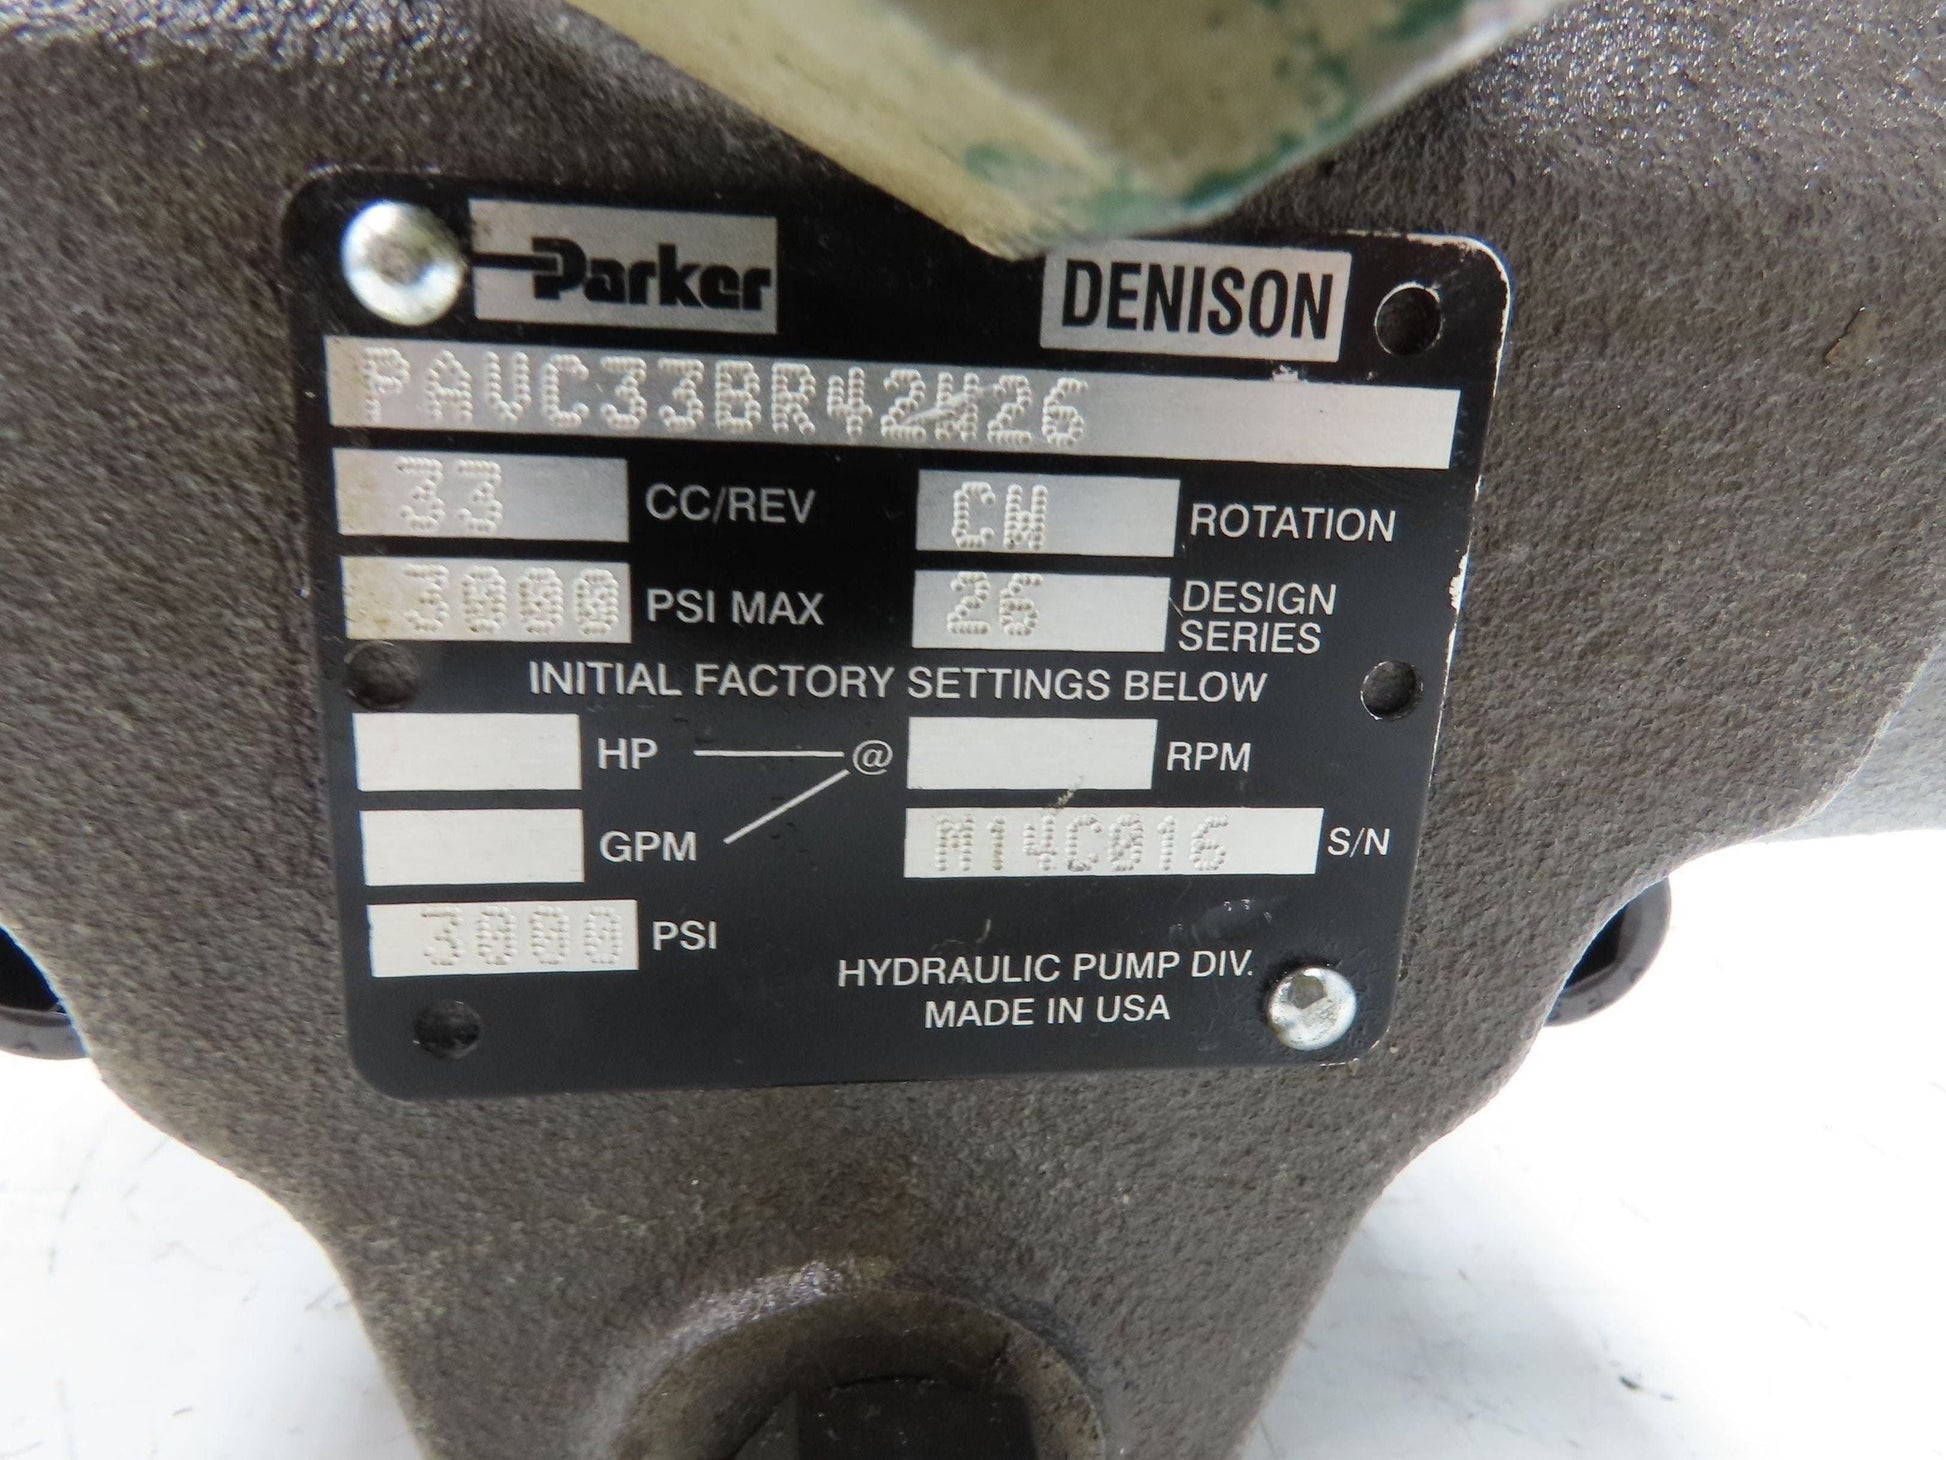 Parker DENISON
PAVC33BR42W26
33 CC/REV CW ROTATION
3000 PSI MAX 26 DESIGN SERIES
INITIAL FACTORY SETTINGS BELOW
HP @ RPM
GPM M14C016 S/N
3000 PSI
HYDRAULIC PUMP DIV.
MADE IN USA